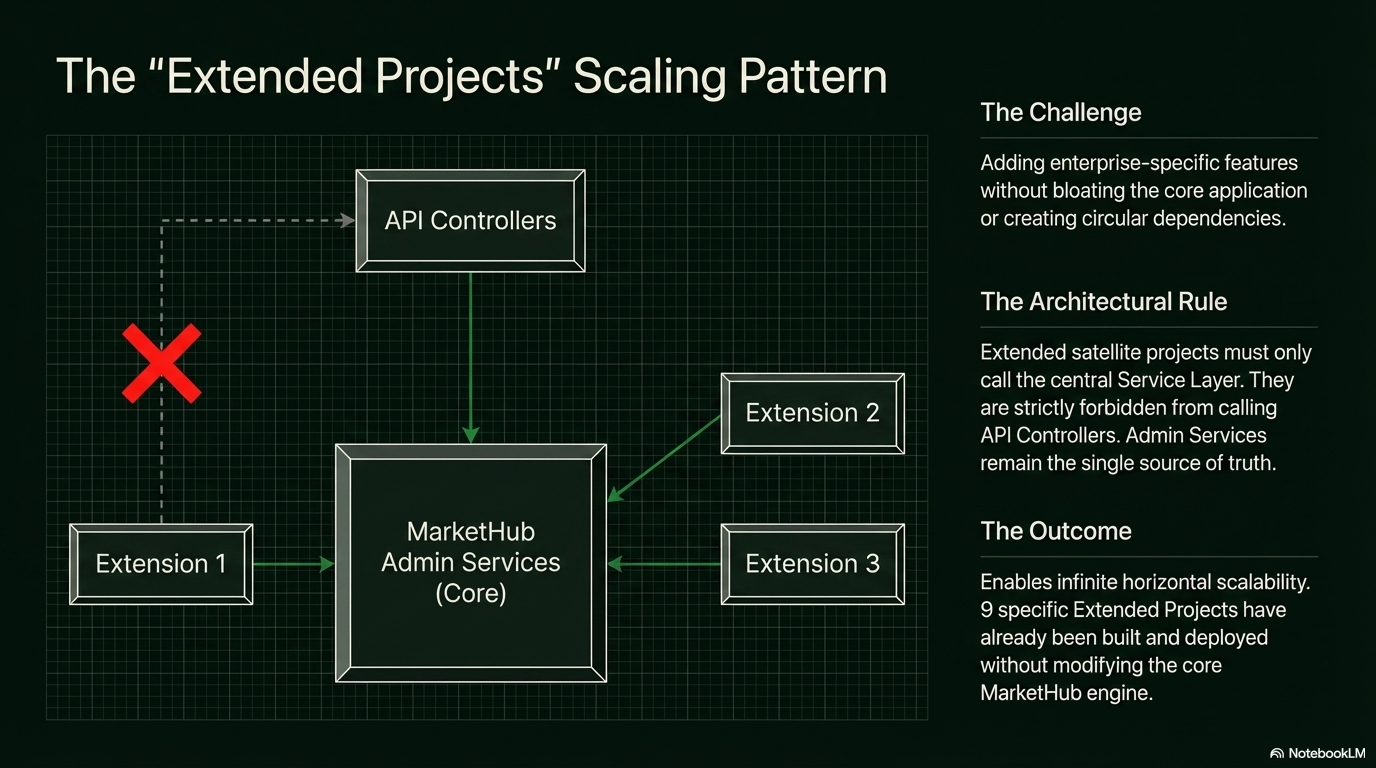 The “Extended Projects” Scaling Pattern
API Controllers
Extension 2
MarketHub
Admin Services
(Core)
Extension 1
Extension 3
The Challenge
Adding enterprise-specific features
without bloating the core application
or creating circular dependencies.
The Architectural Rule
Extended satellite projects must only
call the central Service Layer. They
are strictly forbidden from calling
API Controllers. Admin Services
remain the single source of truth.
The Outcome
Enables infinite horizontal scalability.
9 specific Extended Projects have
already been built and deployed
without modifying the core
MarketHub engine.
NotebookLM